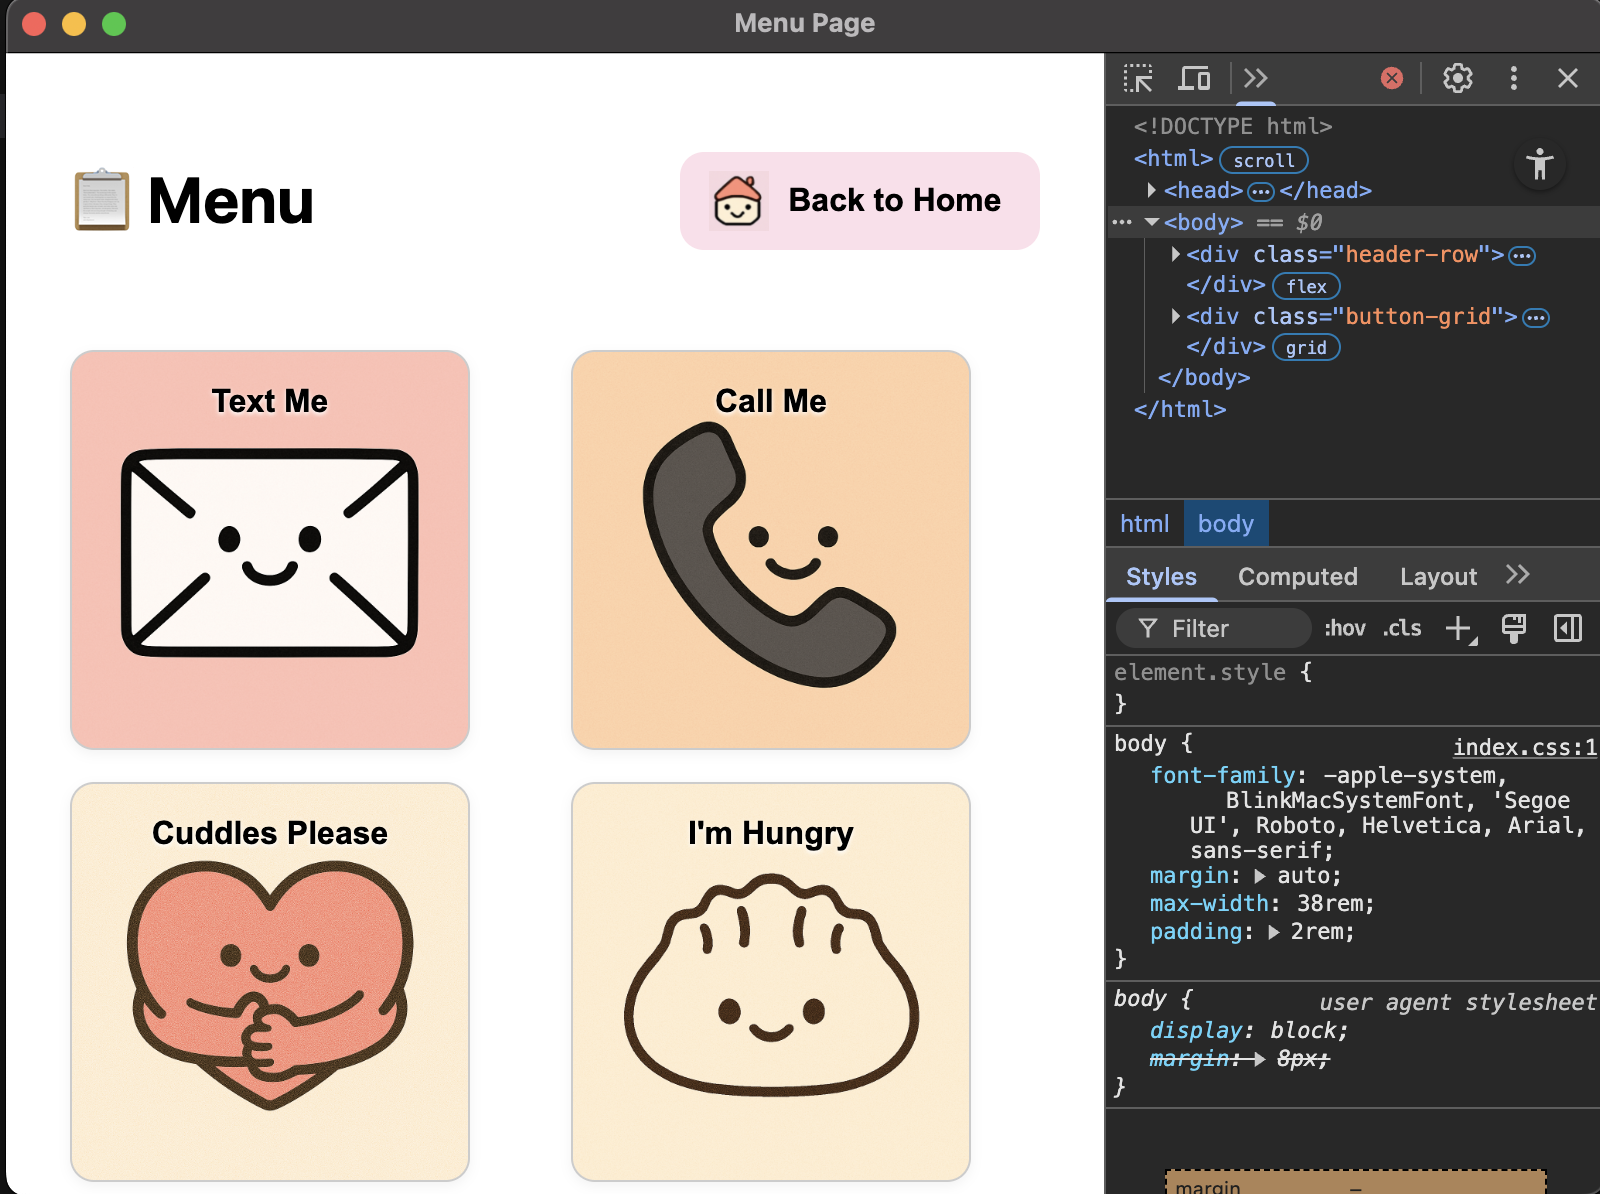 Menu Page
Menu
Back to Home
Text Me
Call Me
Cuddles Please
I'm Hungry
<!DOCTYPE html>
<html> scroll
<head> ··· </head>
··· <body> == $0
<div class="header-row"> ···
</div> flex
<div class="button-grid"> ···
</div> grid
</body>
</html>
html body
Styles Computed Layout
Filter :hov .cls
element.style {
}
body { index.css:1
font-family: -apple-system,
BlinkMacSystemFont, 'Segoe
UI', Roboto, Helvetica, Arial,
sans-serif;
margin: auto;
max-width: 38rem;
padding: 2rem;
}
body { user agent stylesheet
display: block;
margin: 8px;
}
margin –